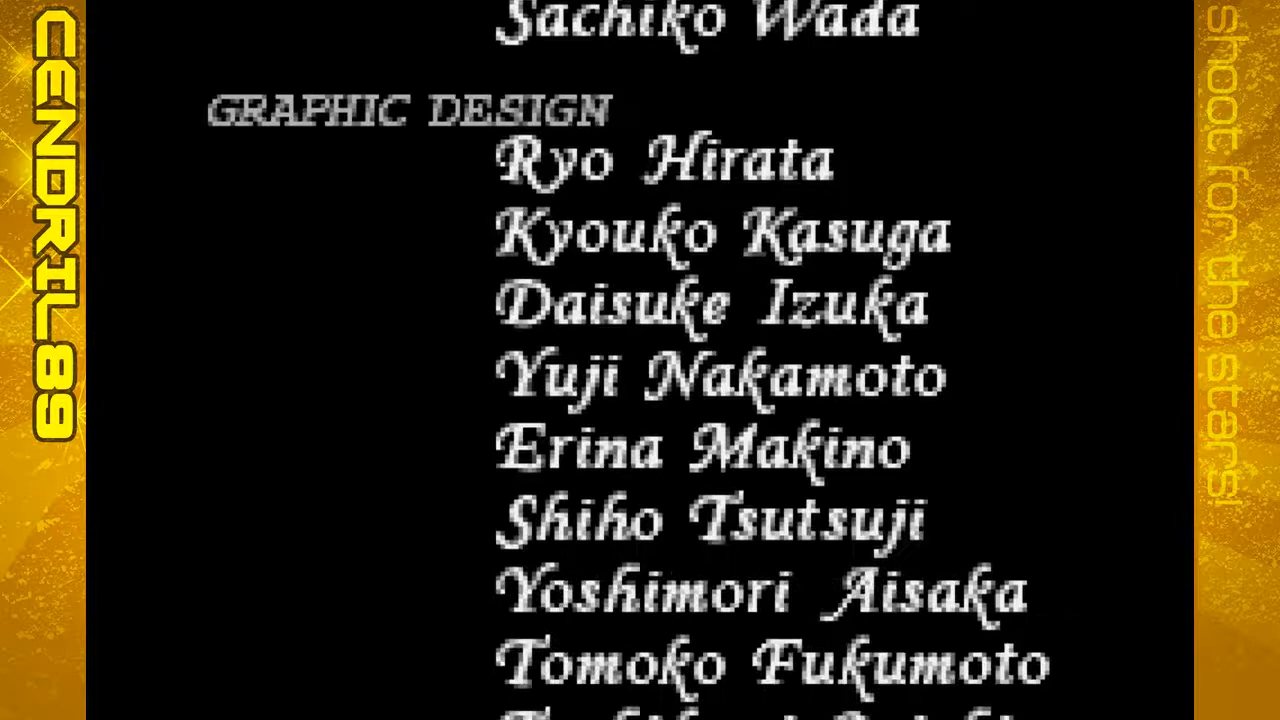 CENDRIL89
Sachiko Wada
GRAPHIC DESIGN
Ryo Hirata
Kyouko Kasuga
Daisuke Izuka
Yuji Nakamoto
Erina Makino
Shiho Tsutsuji
Yoshimori Aisaka
Tomoko Fukumoto
shoot for the stars!